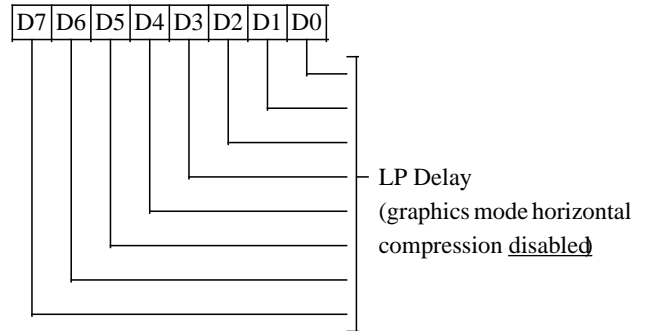 D7 D6 D5 D4 D3 D2 D1 D0
LP Delay
(graphics mode horizontal
compression disabled)